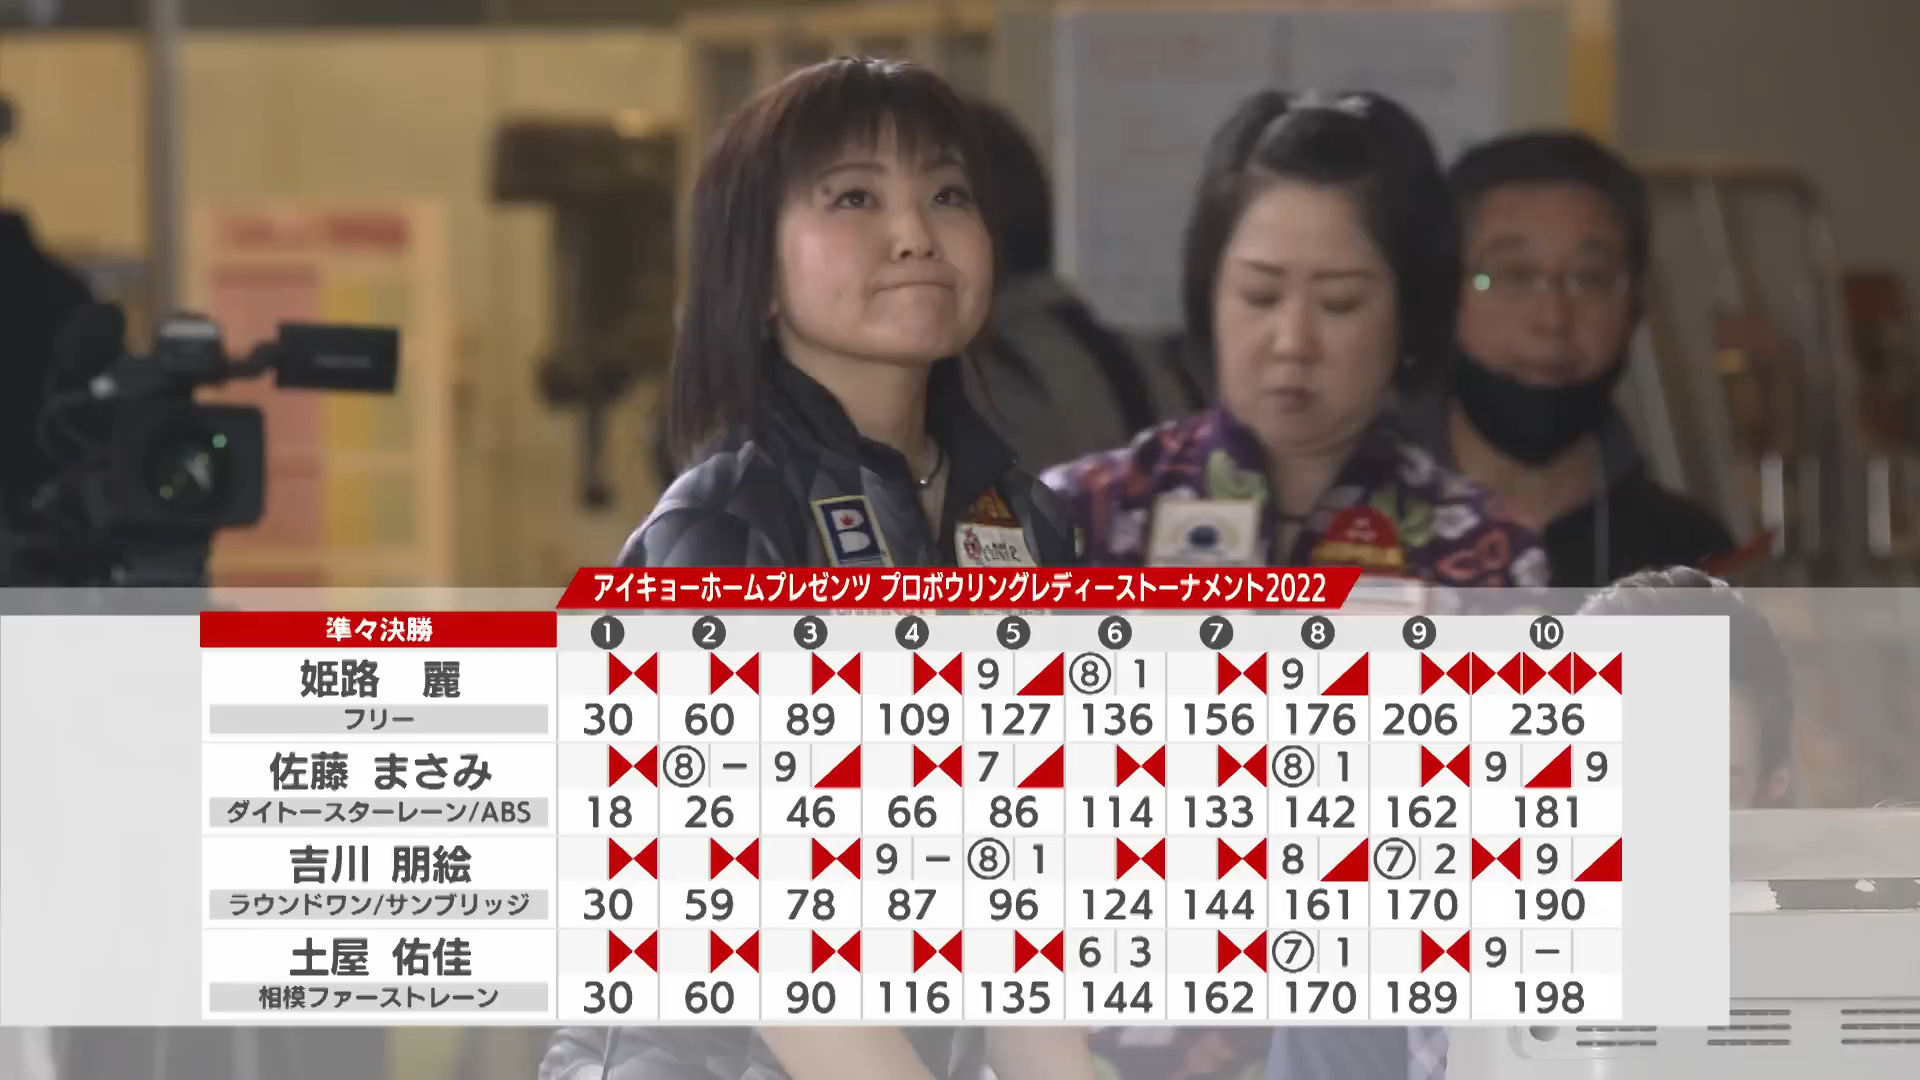 アイキョーホームプレゼンツ プロボウリングレディーストーナメント2022
準々決勝 1 2 3 4 5 6 7 8 9 10
姫路 麗 9 ⑧ 1 9
フリー 30 60 89 109 127 136 156 176 206 236
佐藤 まさみ ⑧ - 9 7 ⑧ 1 9 9
ダイトースターレーン/ABS 18 26 46 66 86 114 133 142 162 181
吉川 朋絵 9 - ⑧ 1 8 ⑦ 2 9
ラウンドワン/サンブリッジ 30 59 78 87 96 124 144 161 170 190
土屋 佑佳 6 3 ⑦ 1 9 -
相模ファーストレーン 30 60 90 116 135 144 162 170 189 198